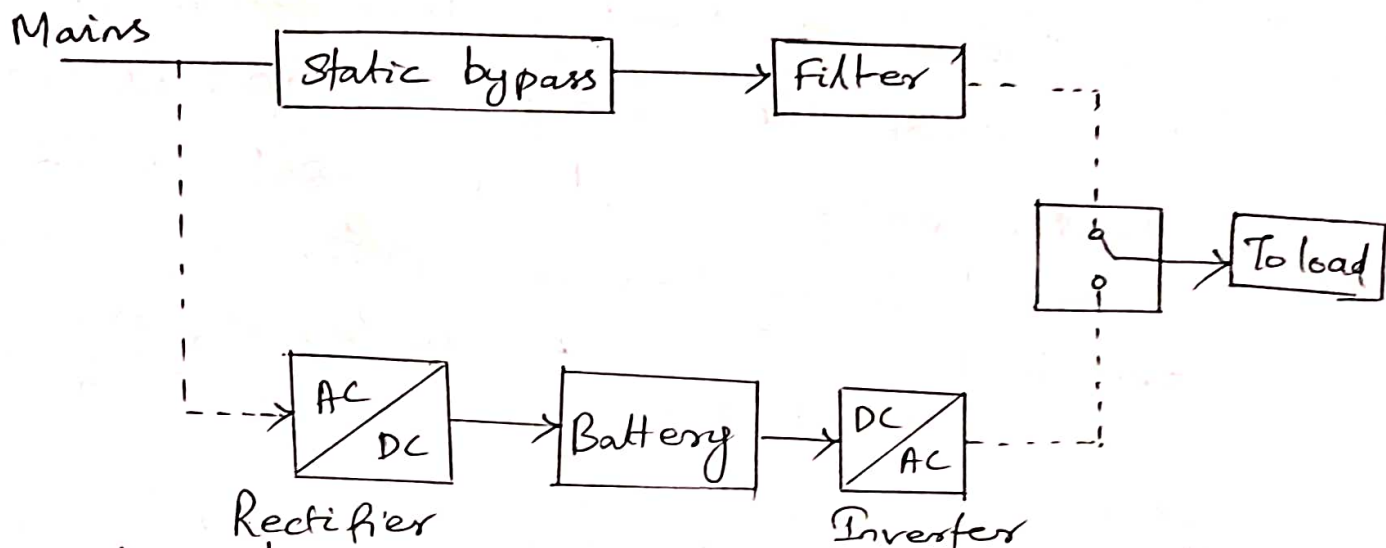 Mains
Static bypass
Filter
To load
AC
DC
Battery
DC
AC
Rectifier
Inverter